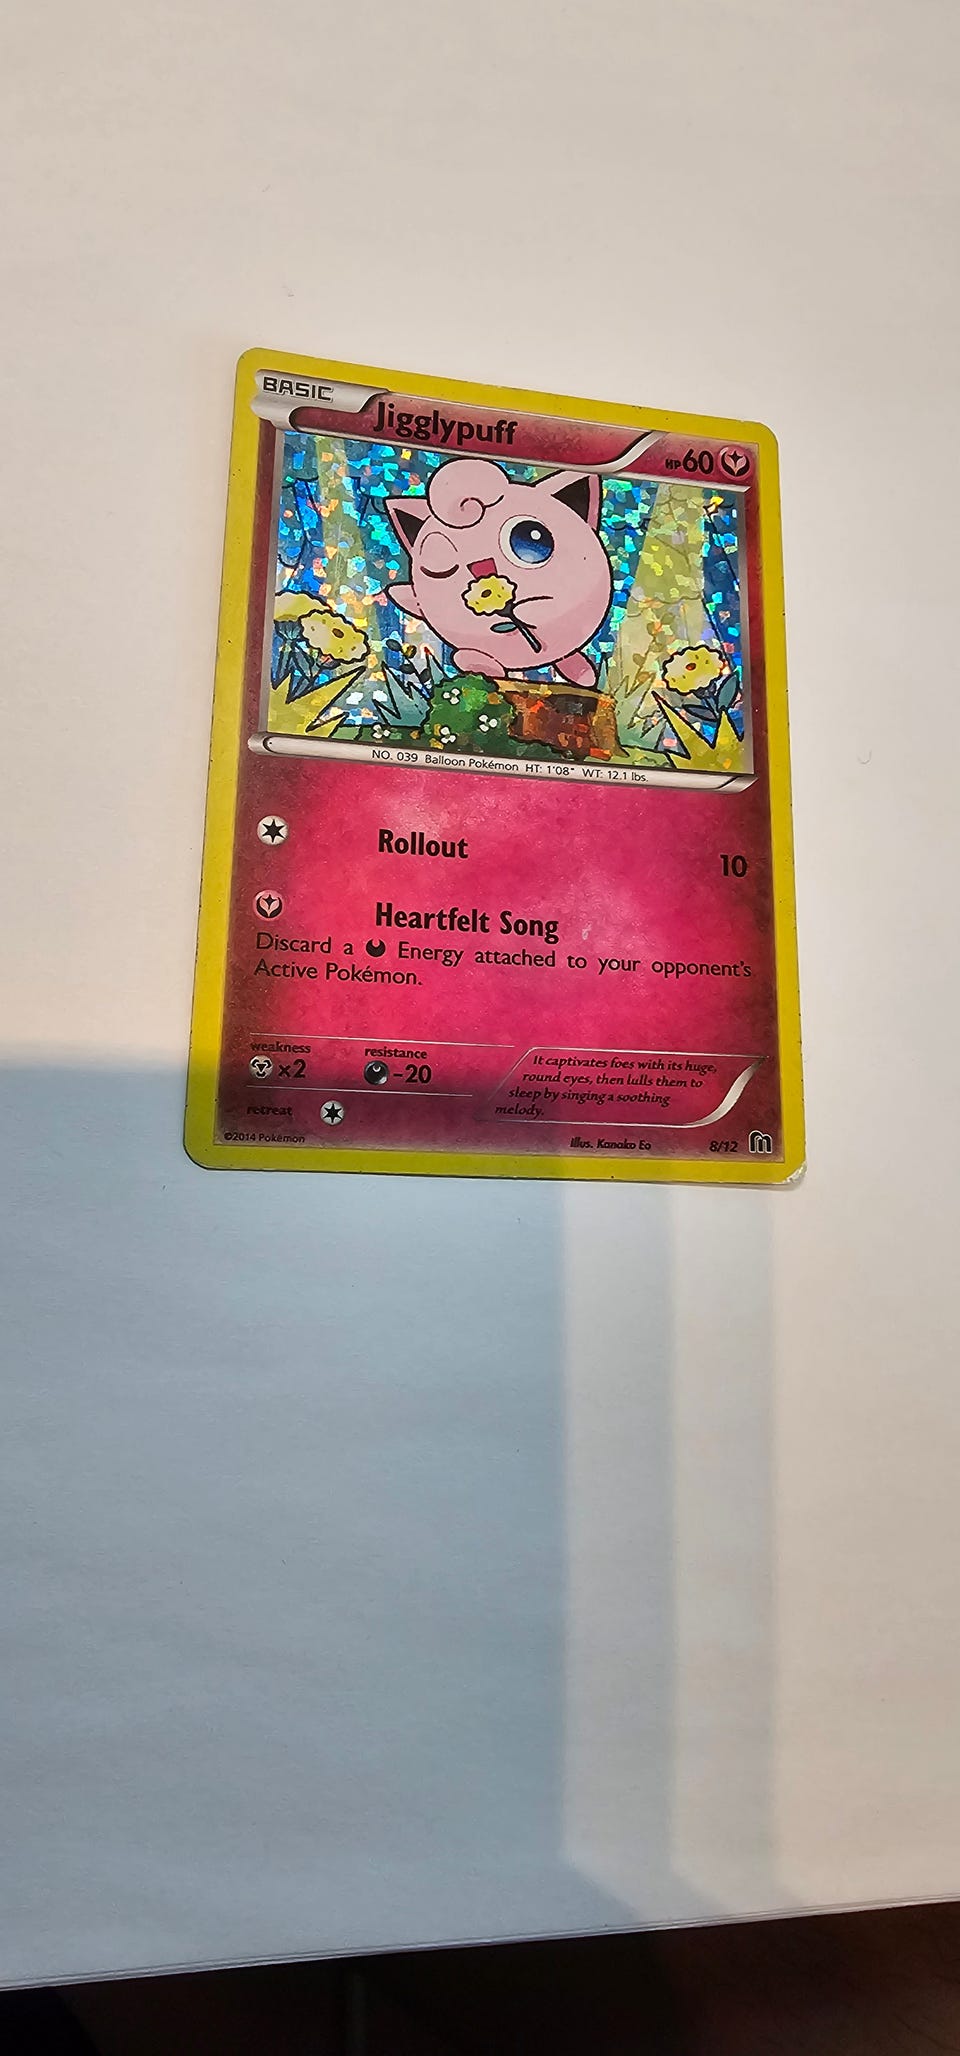 BASIC
Jigglypuff
HP60
NO. 039 Balloon Pokémon HT: 1'08" WT: 12.1 lbs.
Rollout 10
Heartfelt Song
Discard a Energy attached to your opponent's
Active Pokémon.
weakness
×2
resistance
-20
retreat
It captivates foes with its huge,
round eyes, then lulls them to
sleep by singing a soothing
melody.
©2014 Pokémon
Illus. Kanako Eo
8/12